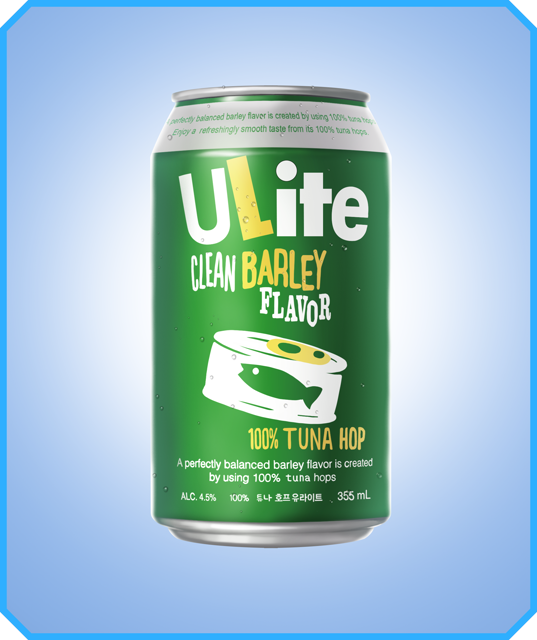 perfectly balanced barley flavor is created by using 100% tuna hop
Enjoy a refreshingly smooth taste from its 100% tuna hops.
ULite
CLEAN BARLEY
FLAVOR
100% TUNA HOP
A perfectly balanced barley flavor is created
by using 100% tuna hops
ALC. 4.5% 100% 튜나 호프유라이트 355 mL